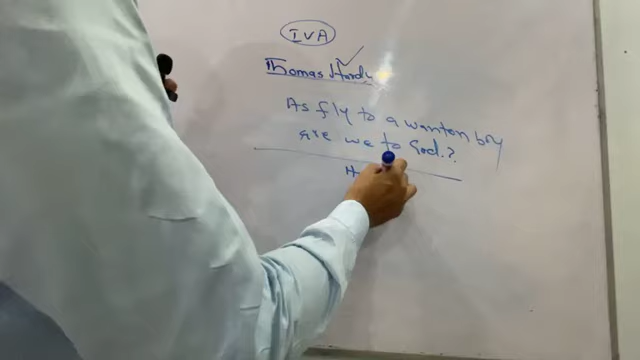 IVA
Thomas Hardy
As fly to a wanton boy
are we to God.?
H